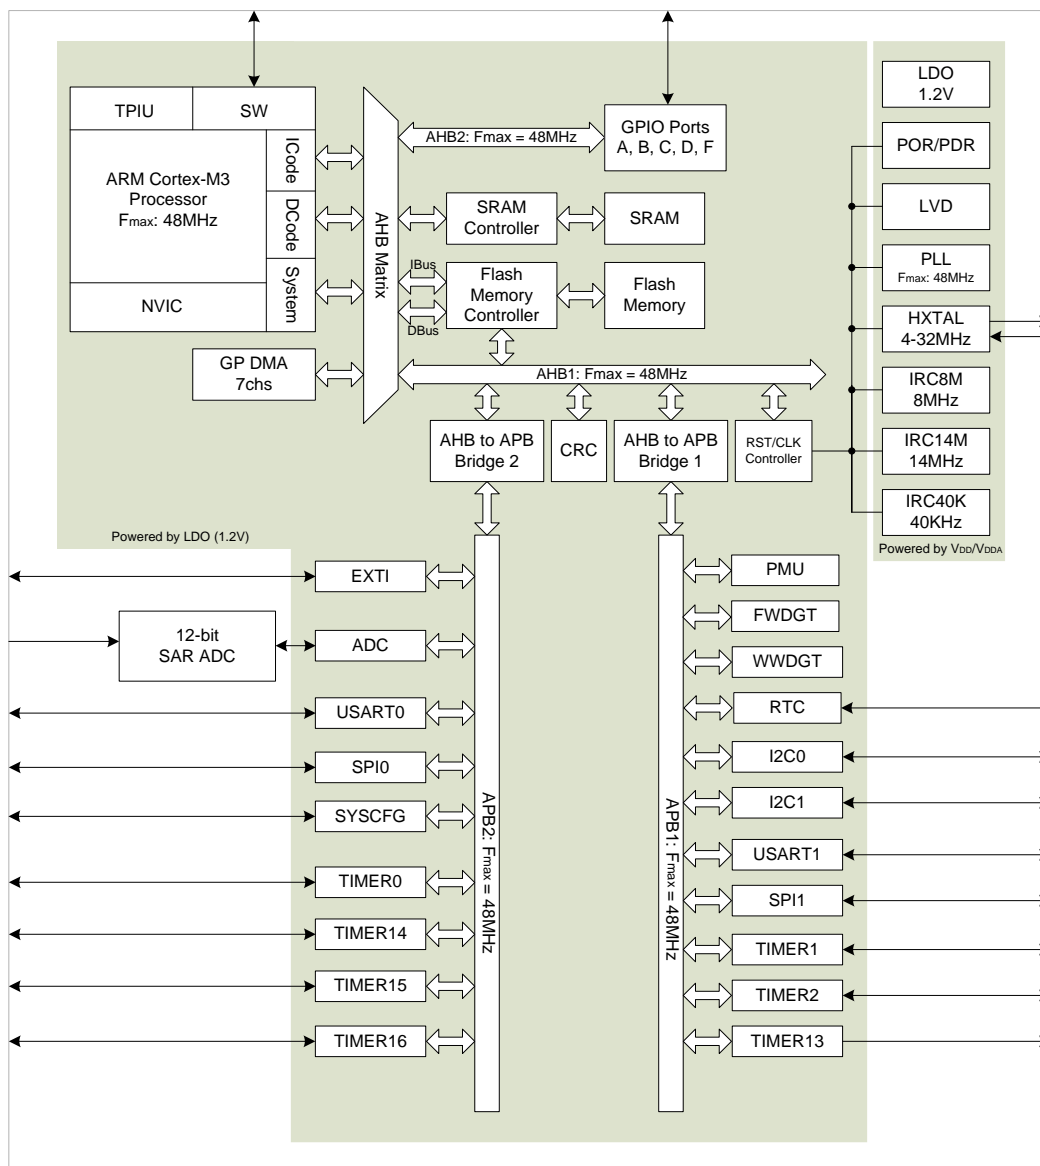 TPIU
SW
ARM Cortex-M3
Processor
Fmax: 48MHz
ICode
DCode
System
NVIC
GP DMA
7chs
AHB Matrix
AHB2: Fmax = 48MHz
GPIO Ports
A, B, C, D, F
SRAM
Controller
SRAM
IBus
DBus
Flash
Memory
Controller
Flash
Memory
AHB1: Fmax = 48MHz
AHB to APB
Bridge 2
CRC
AHB to APB
Bridge 1
RST/CLK
Controller
LDO
1.2V
POR/PDR
LVD
PLL
Fmax: 48MHz
HXTAL
4-32MHz
IRC8M
8MHz
IRC14M
14MHz
IRC40K
40KHz
Powered by VDD/VDDA
Powered by LDO (1.2V)
EXTI
12-bit
SAR ADC
ADC
USART0
SPI0
SYSCFG
TIMER0
TIMER14
TIMER15
TIMER16
APB2: Fmax = 48MHz
APB1: Fmax = 48MHz
PMU
FWDGT
WWDGT
RTC
I2C0
I2C1
USART1
SPI1
TIMER1
TIMER2
TIMER13